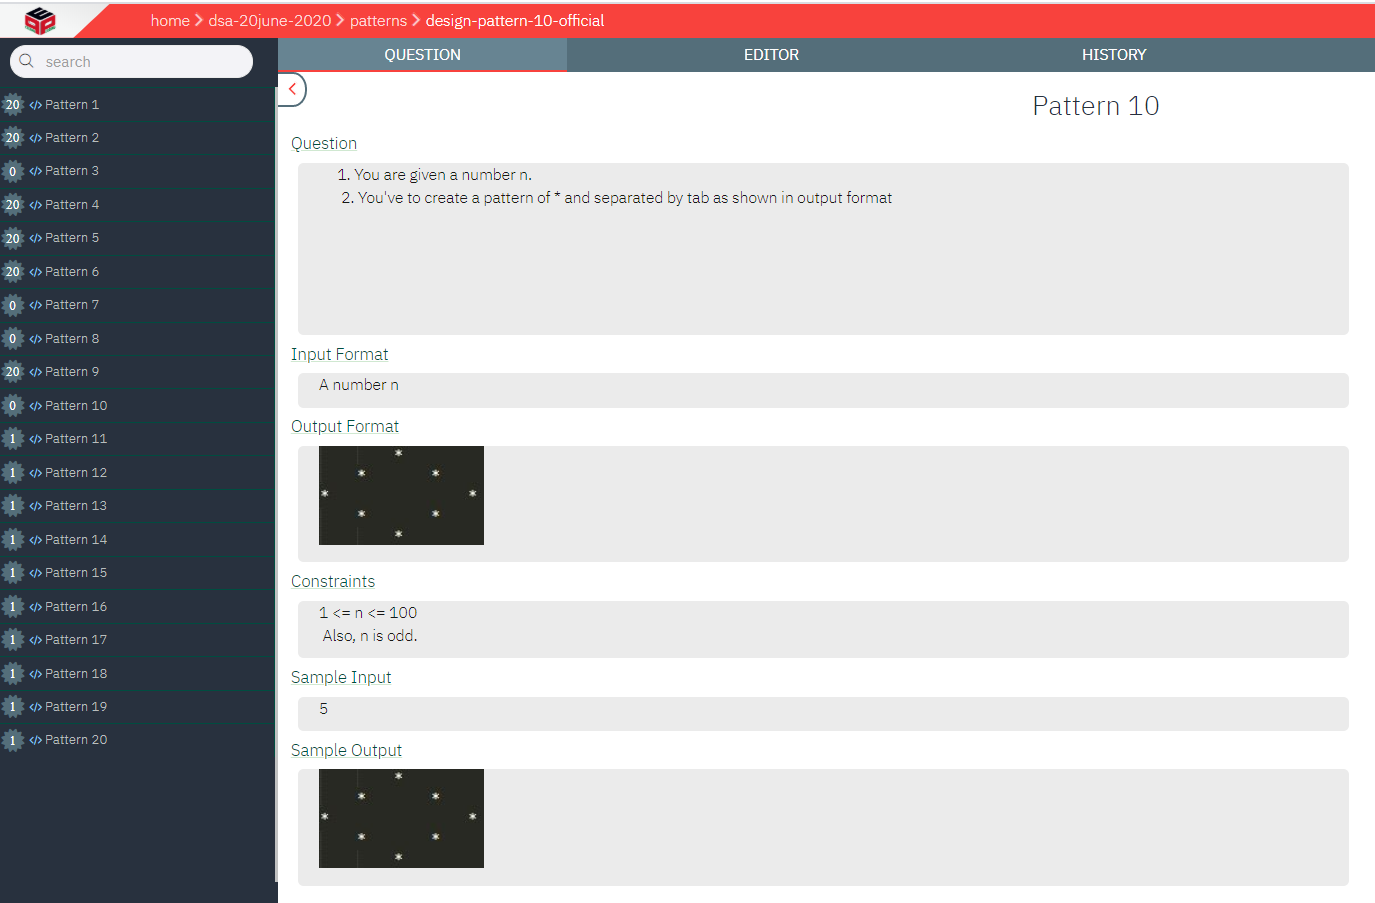 home > dsa-20june-2020 > patterns > design-pattern-10-official
search
20 </> Pattern 1
20 </> Pattern 2
0 </> Pattern 3
20 </> Pattern 4
20 </> Pattern 5
20 </> Pattern 6
0 </> Pattern 7
0 </> Pattern 8
20 </> Pattern 9
0 </> Pattern 10
1 </> Pattern 11
1 </> Pattern 12
1 </> Pattern 13
1 </> Pattern 14
1 </> Pattern 15
1 </> Pattern 16
1 </> Pattern 17
1 </> Pattern 18
1 </> Pattern 19
1 </> Pattern 20
QUESTION EDITOR HISTORY
Pattern 10
Question
1. You are given a number n.
2. You've to create a pattern of * and separated by tab as shown in output format
Input Format
A number n
Output Format
*
* *
* *
* *
*
Constraints
1 <= n <= 100
Also, n is odd.
Sample Input
5
Sample Output
*
* *
* *
* *
*